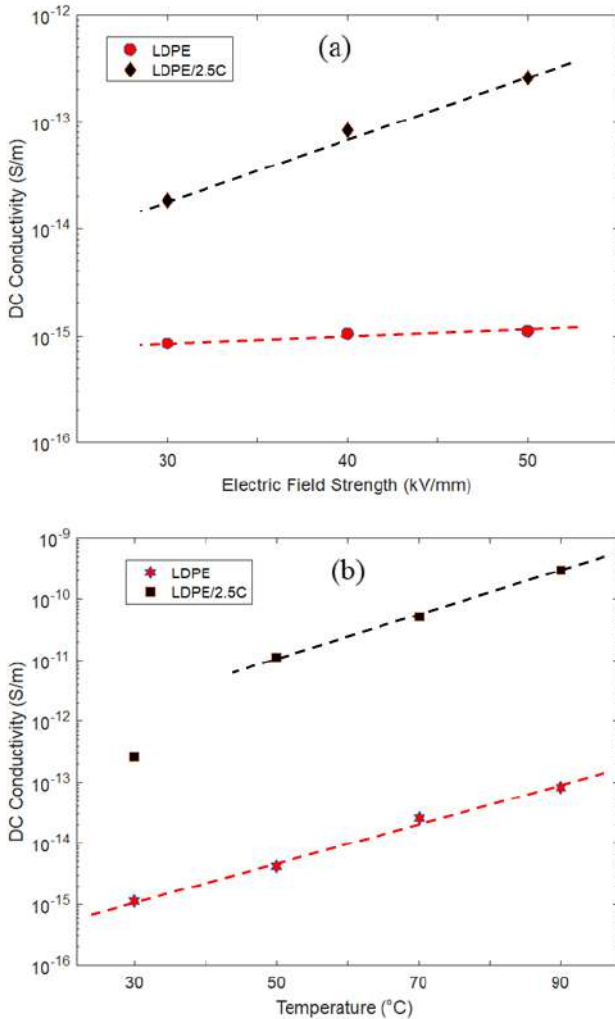 (a)
LDPE
LDPE/2.5C
10-12
10-13
10-14
10-15
10-16
DC Conductivity (S/m)
30 40 50
Electric Field Strength (kV/mm)
(b)
LDPE
LDPE/2.5C
10-9
10-10
10-11
10-12
10-13
10-14
10-15
10-16
DC Conductivity (S/m)
30 50 70 90
Temperature (°C)